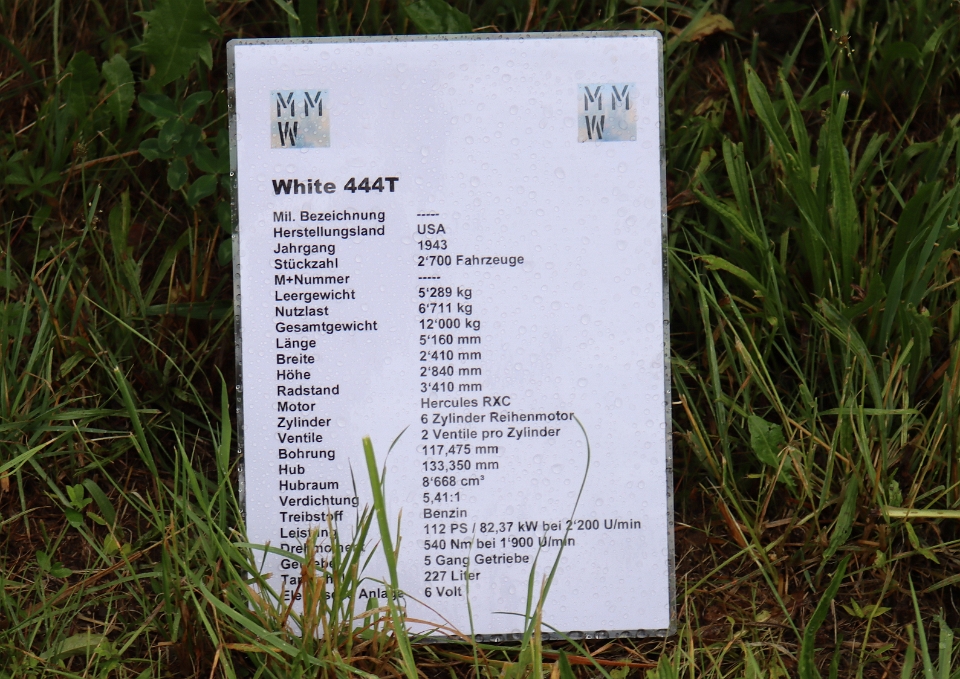 M M
W
M M
W
White 444T
Mil. Bezeichnung -----
Herstellungsland USA
Jahrgang 1943
Stückzahl 2'700 Fahrzeuge
M+Nummer -----
Leergewicht 5'289 kg
Nutzlast 6'711 kg
Gesamtgewicht 12'000 kg
Länge 5'160 mm
Breite 2'410 mm
Höhe 2'840 mm
Radstand 3'410 mm
Motor Hercules RXC
Zylinder 6 Zylinder Reihenmotor
Ventile 2 Ventile pro Zylinder
Bohrung 117,475 mm
Hub 133,350 mm
Hubraum 8'668 cm³
Verdichtung 5,41:1
Treibstoff Benzin
Leistung 112 PS / 82,37 kW bei 2'200 U/min
Drehmoment 540 Nm bei 1'900 U/min
Getriebe 5 Gang Getriebe
227 Liter
Anlage 6 Volt